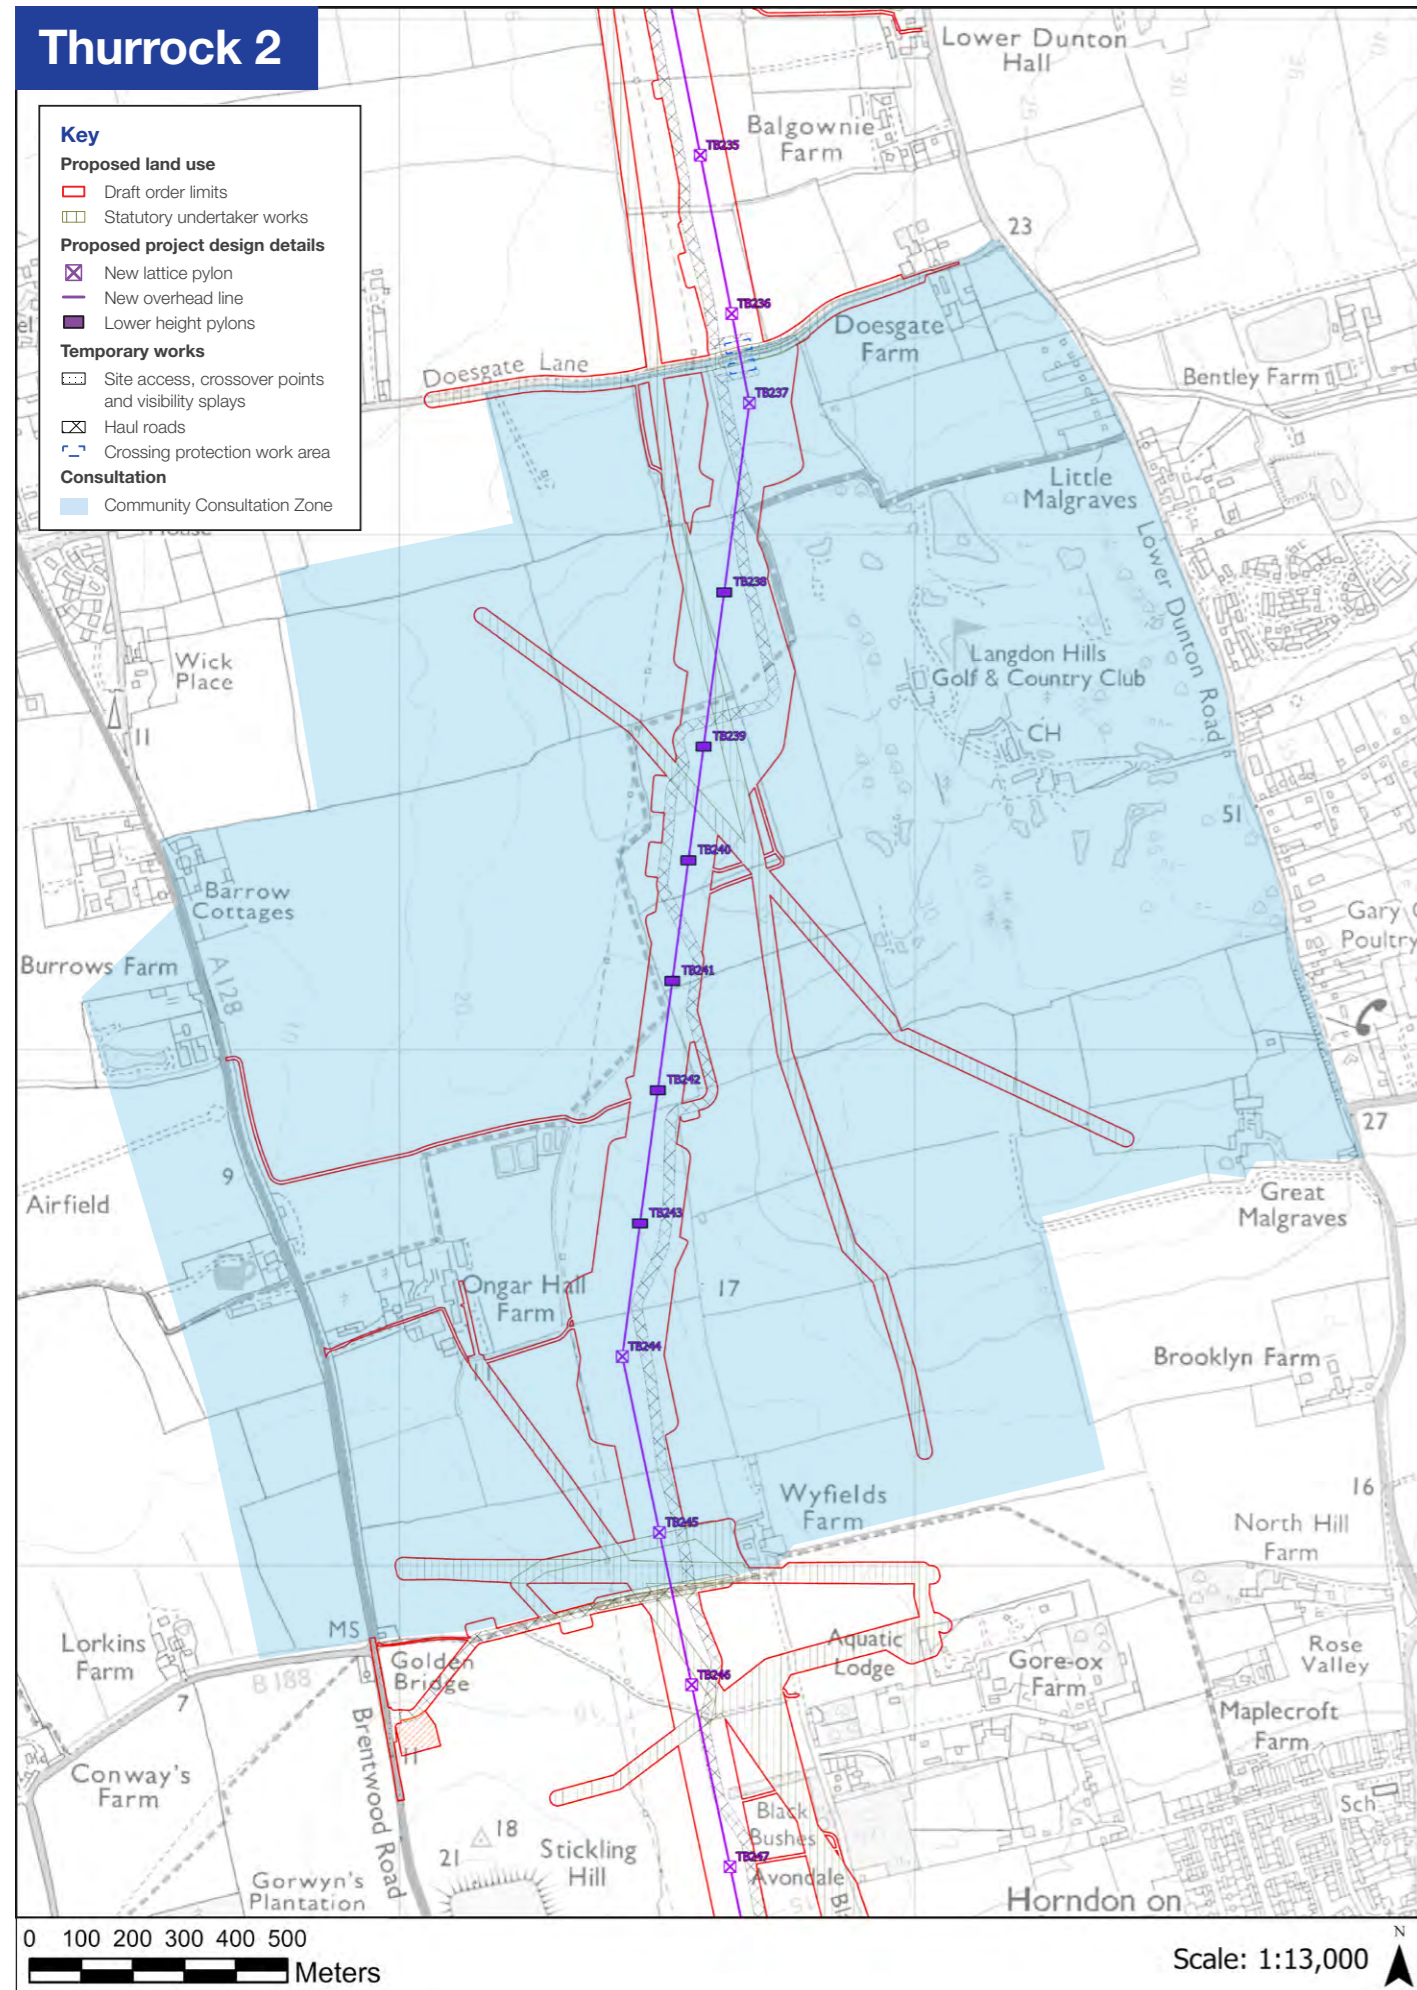 Thurrock 2
Key
Proposed land use
Draft order limits
Statutory undertaker works
Proposed project design details
New lattice pylon
New overhead line
Lower height pylons
Temporary works
Site access, crossover points
and visibility splays
Haul roads
Crossing protection work area
Consultation
Community Consultation Zone
Lower Dunton
Hall
Balgownie
Farm
TB235
23
TB236
Doesgate
Farm
Doesgate Lane
Bentley Farm
TB237
Little
Malgraves
Lower Dunton Road
TB238
Wick
Place
11
Langdon Hills
Golf & Country Club
CH
TB239
51
TB240
Barrow
Cottages
Burrows Farm
A128
Gary
Poultry
TB241
20
10
TB242
27
9
Airfield
Great
Malgraves
TB243
Ongar Hall
Farm
17
TB244
Brooklyn Farm
Wyfields
Farm
16
TB245
North Hill
Farm
MS
Lorkins
Farm
Golden
Bridge
B 188
7
Aquatic
Lodge
Gore-ox
Farm
Rose
Valley
TB246
10
Maplecroft
Farm
11
Brentwood Road
Conway's
Farm
Black
Bushes
Sch
18
21
Stickling
Hill
TB247
Avondale
15
Gorwyn's
Plantation
Horndon on
0 100 200 300 400 500
Meters
Scale: 1:13,000
N